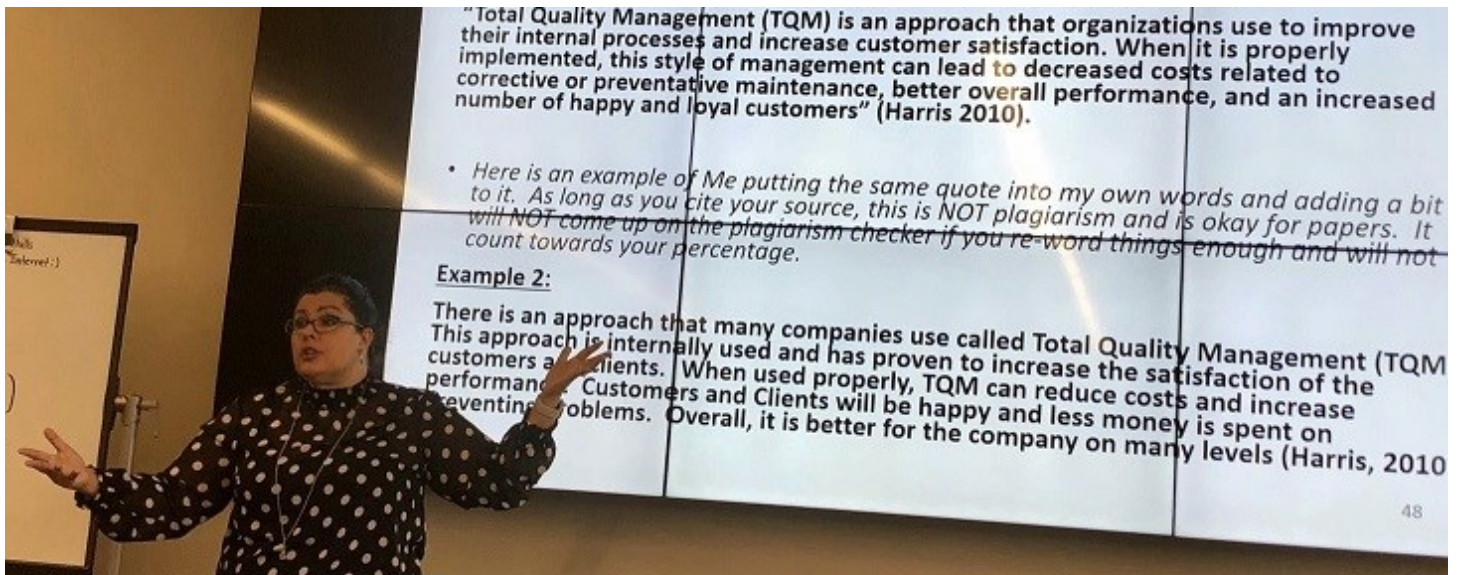 "Total Quality Management (TQM) is an approach that organizations use to improve
their internal processes and increase customer satisfaction. When it is properly
implemented, this style of management can lead to decreased costs related to
corrective or preventative maintenance, better overall performance, and an increased
number of happy and loyal customers" (Harris 2010).
• Here is an example of Me putting the same quote into my own words and adding a bit
to it. As long as you cite your source, this is NOT plagiarism and is okay for papers. It
will NOT come up on the plagiarism checker if you re-word things enough and will not
count towards your percentage.
Example 2:
There is an approach that many companies use called Total Quality Management (TQM
This approach is internally used and has proven to increase the satisfaction of the
customers Clients. When used properly, TQM can reduce costs and increase
Customers and Clients will be happy and less money is spent on
Overall, it is better for the company on many levels (Harris, 2010
48
Internet :)